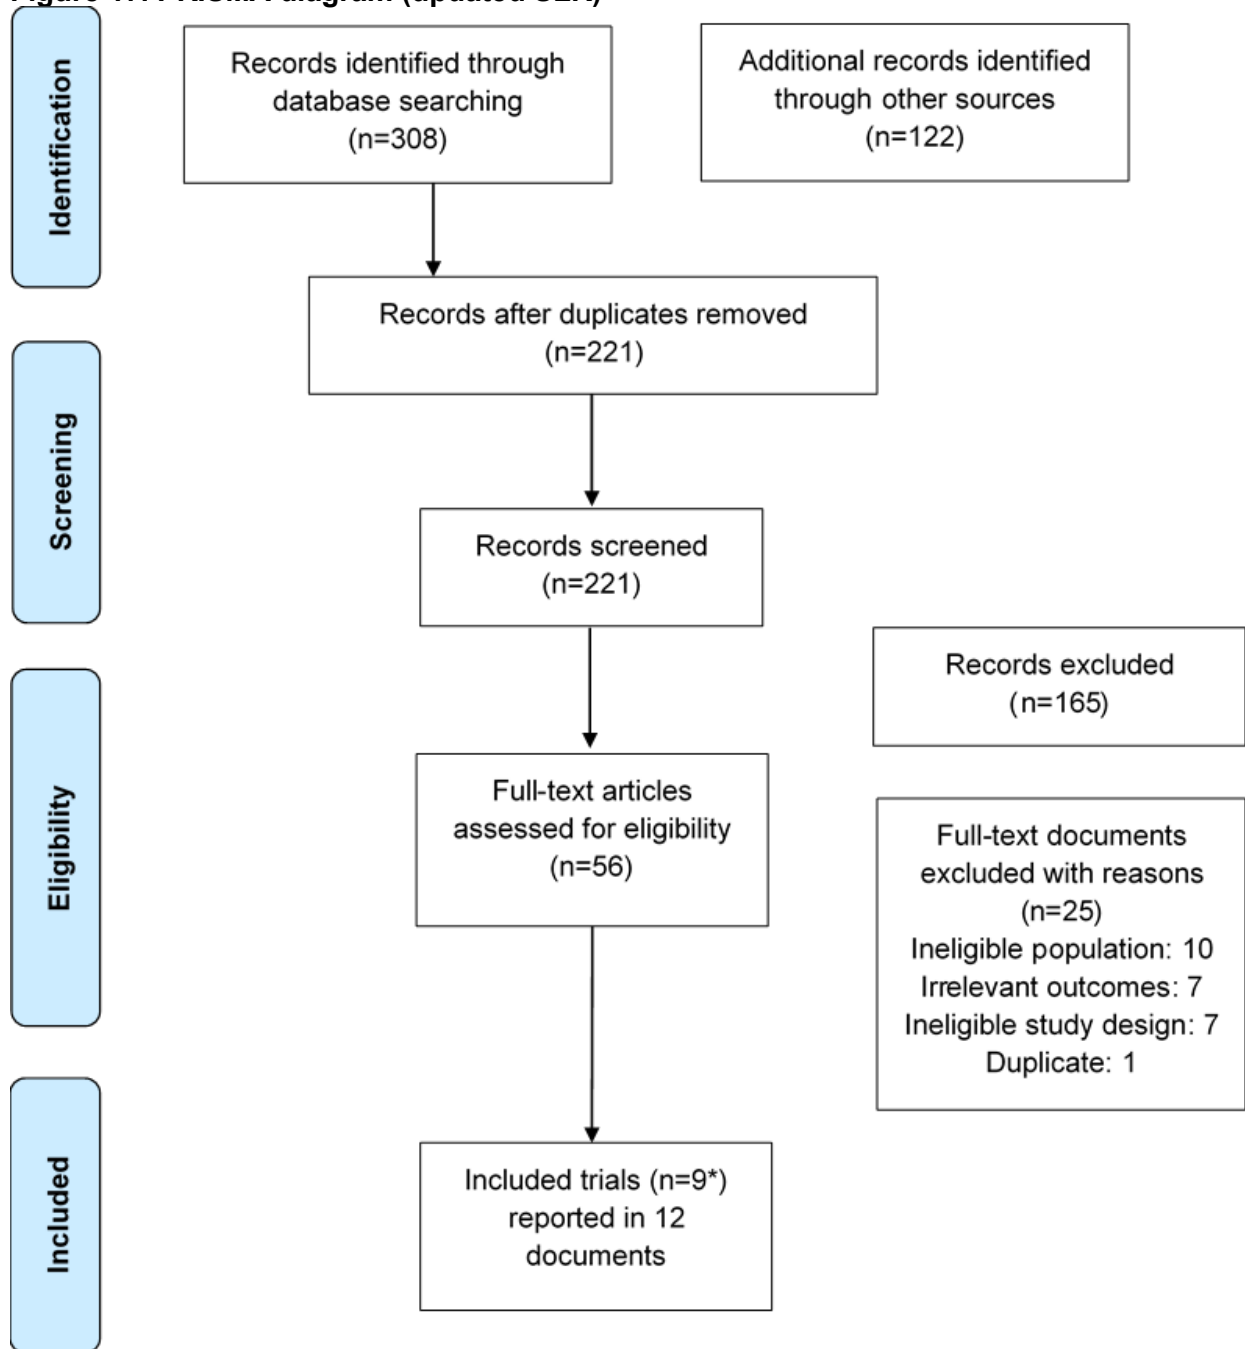 Identification
Records identified through
database searching
(n=308)
Additional records identified
through other sources
(n=122)
Records after duplicates removed
(n=221)
Screening
Records screened
(n=221)
Records excluded
(n=165)
Eligibility
Full-text articles
assessed for eligibility
(n=56)
Full-text documents
excluded with reasons
(n=25)
Ineligible population: 10
Irrelevant outcomes: 7
Ineligible study design: 7
Duplicate: 1
Included
Included trials (n=9*)
reported in 12
documents